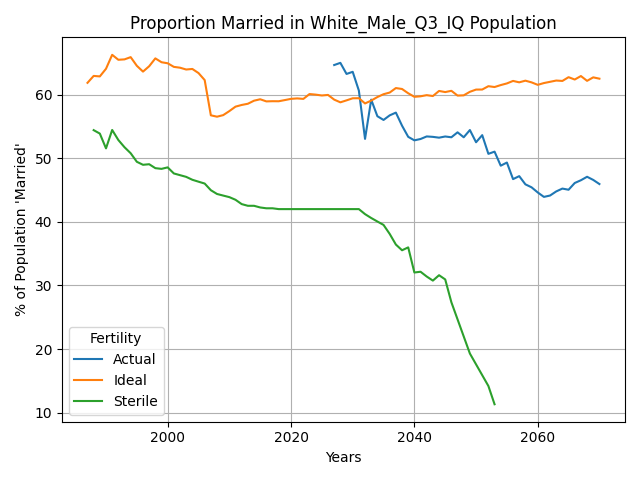 Proportion Married in White_Male_Q3_IQ Population
% of Population 'Married'
60
50
40
30
20
10
Fertility
Actual
Ideal
Sterile
2000
2020
2040
2060
Years